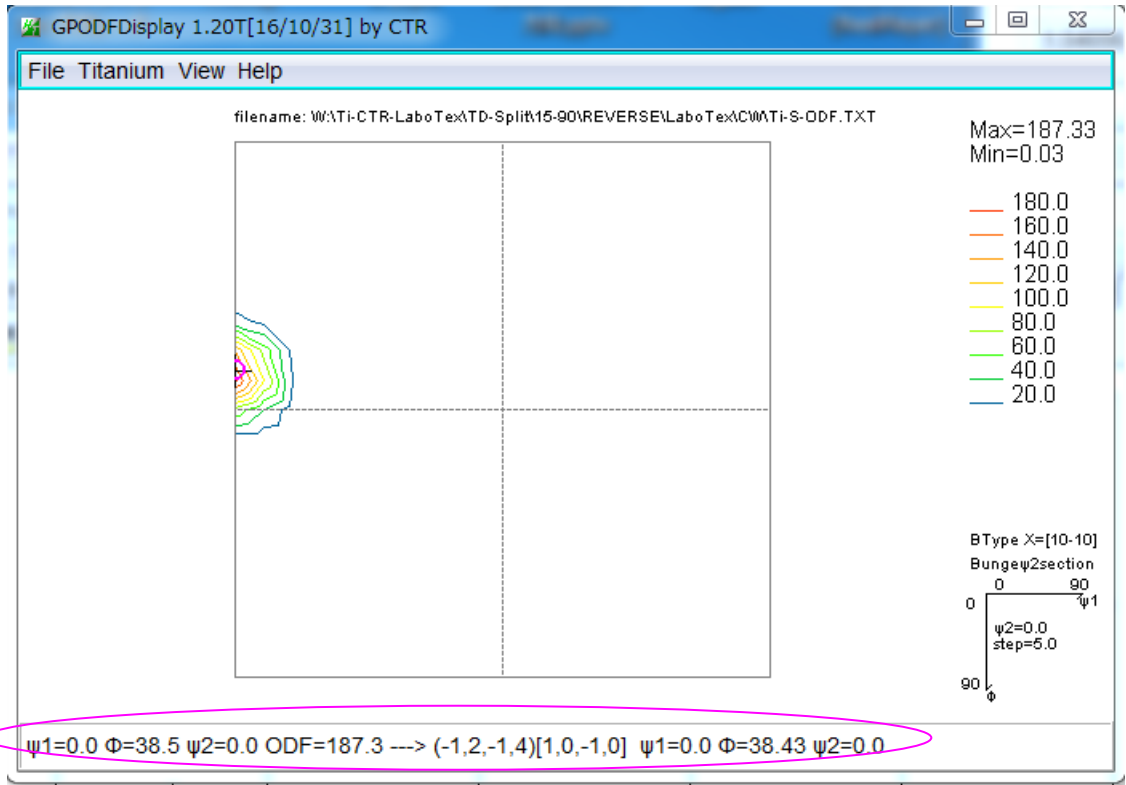 GPODFDisplay 1.20T[16/10/31] by CTR
File Titanium View Help
filename: W:\Ti-CTR-LaboTex\TD-Split\15-90\REVERSE\LaboTex\CW\Ti-S-ODF.TXT
Max=187.33
Min=0.03
180.0
160.0
140.0
120.0
100.0
80.0
60.0
40.0
20.0
BType X=[10-10]
Bungeψ2section
0 90
0 ψ1
ψ2=0.0
step=5.0
90
Φ
ψ1=0.0 Φ=38.5 ψ2=0.0 ODF=187.3 ---> (-1,2,-1,4)[1,0,-1,0] ψ1=0.0 Φ=38.43 ψ2=0.0